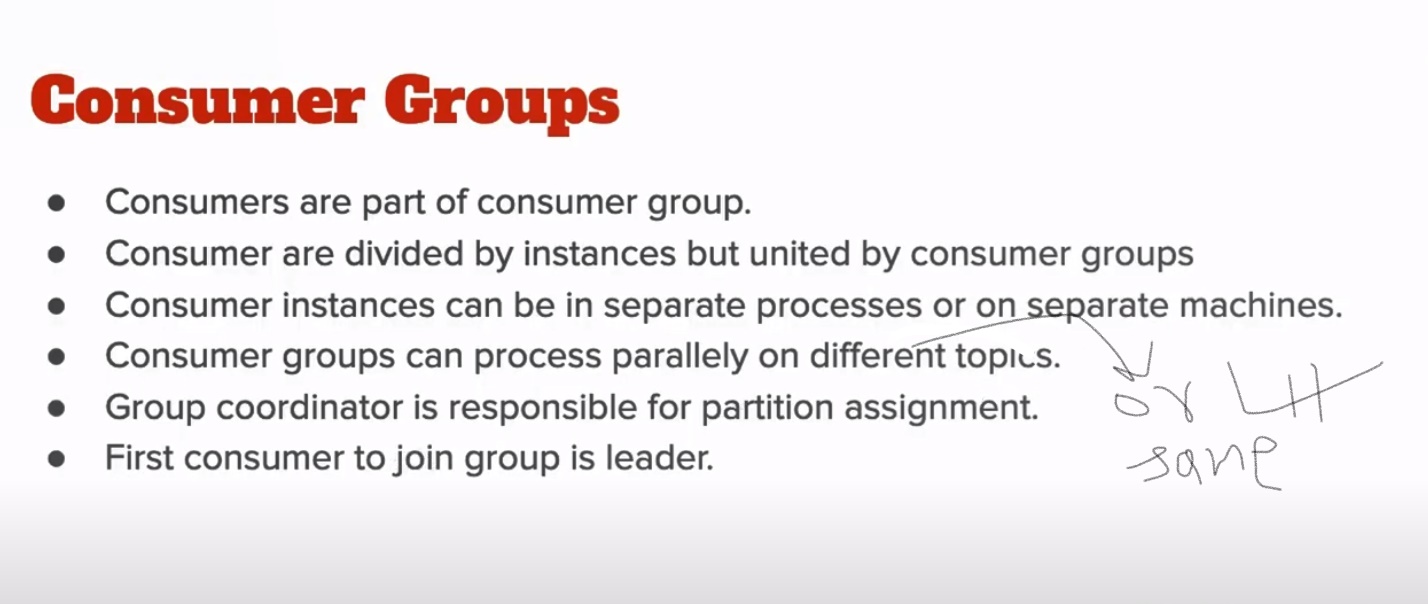 Consumer Groups
● Consumers are part of consumer group.
● Consumer are divided by instances but united by consumer groups
● Consumer instances can be in separate processes or on separate machines.
● Consumer groups can process parallely on different topics.
● Group coordinator is responsible for partition assignment.
● First consumer to join group is leader.
or
same